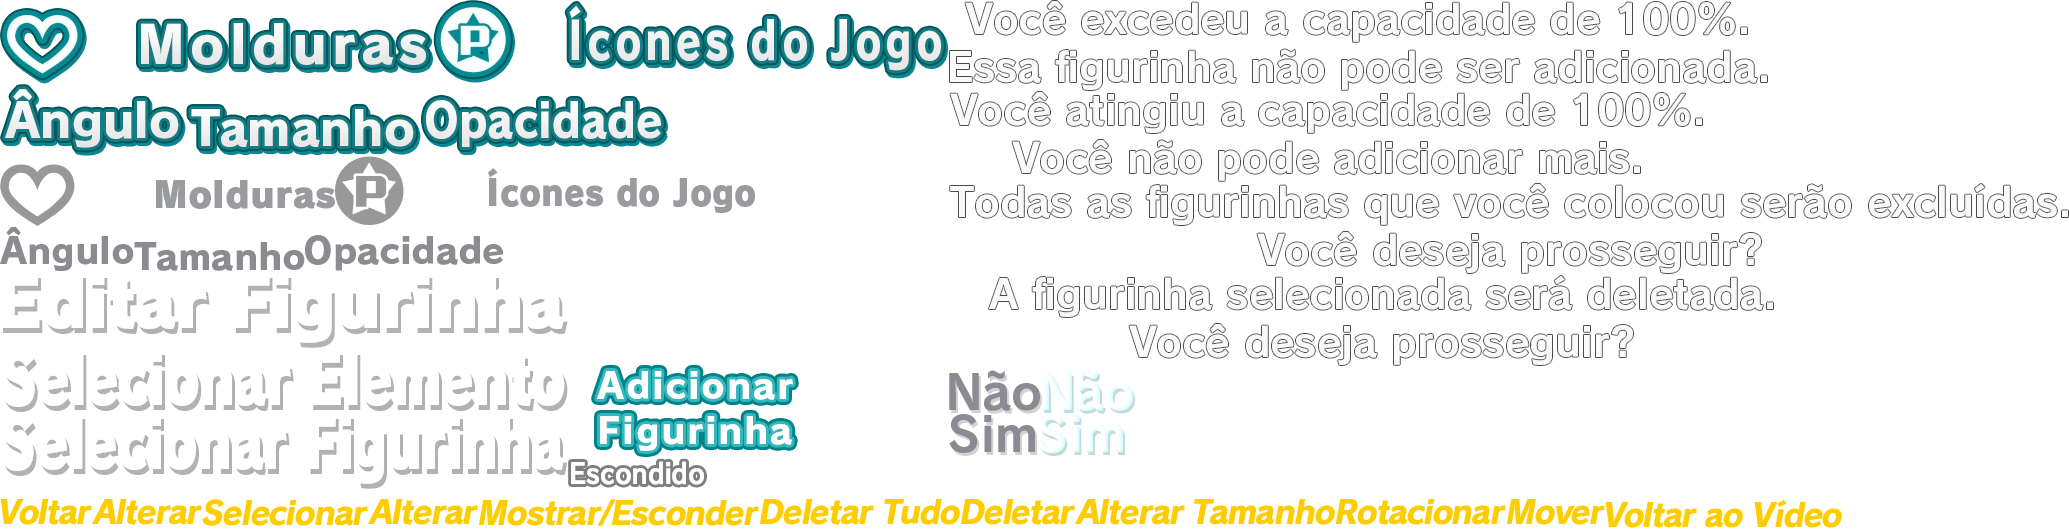 Molduras P Ícones do Jogo
Ângulo Tamanho Opacidade
Molduras P Ícones do Jogo
Ângulo Tamanho Opacidade
Editar Figurinha
Selecionar Elemento
Selecionar Figurinha
Adicionar
Figurinha
Escondido
Você excedeu a capacidade de 100%.
Essa figurinha não pode ser adicionada.
Você atingiu a capacidade de 100%.
Você não pode adicionar mais.
Todas as figurinhas que você colocou serão excluídas.
Você deseja prosseguir?
A figurinha selecionada será deletada.
Você deseja prosseguir?
Não Não
Sim Sim
Voltar Alterar Selecionar Alterar Mostrar/Esconder Deletar Tudo Deletar Alterar Tamanho Rotacionar Mover Voltar ao Vídeo